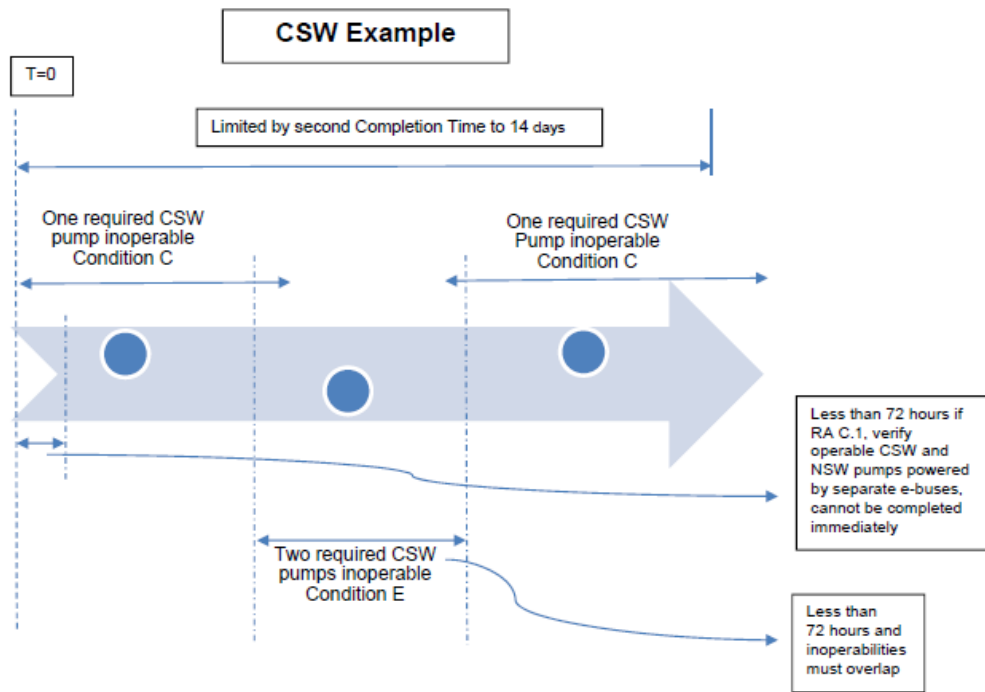 CSW Example
T=0
Limited by second Completion Time to 14 days
One required CSW
pump inoperable
Condition C
One required CSW
Pump inoperable
Condition C
Less than 72 hours if
RA C.1, verify
operable CSW and
NSW pumps powered
by separate e-buses,
cannot be completed
immediately
Two required CSW
pumps inoperable
Condition E
Less than
72 hours and
inoperabilities
must overlap